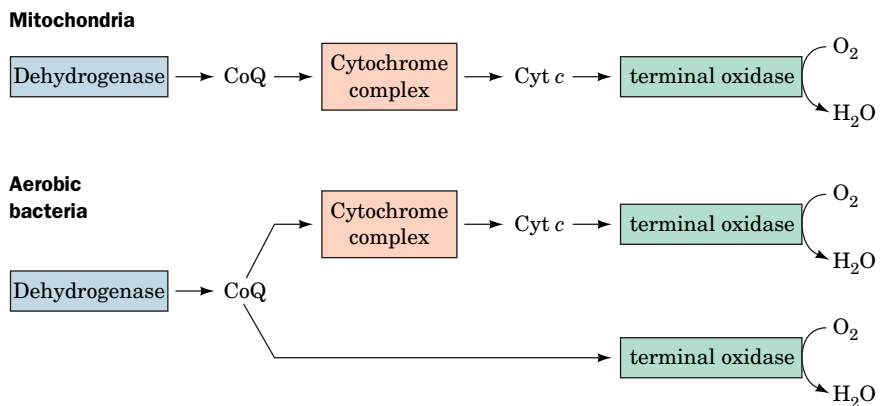 Mitochondria
Dehydrogenase
CoQ
Cytochrome
complex
Cyt c
terminal oxidase
O₂
H₂O
Aerobic
bacteria
Dehydrogenase
CoQ
Cytochrome
complex
Cyt c
terminal oxidase
O₂
H₂O
terminal oxidase
O₂
H₂O